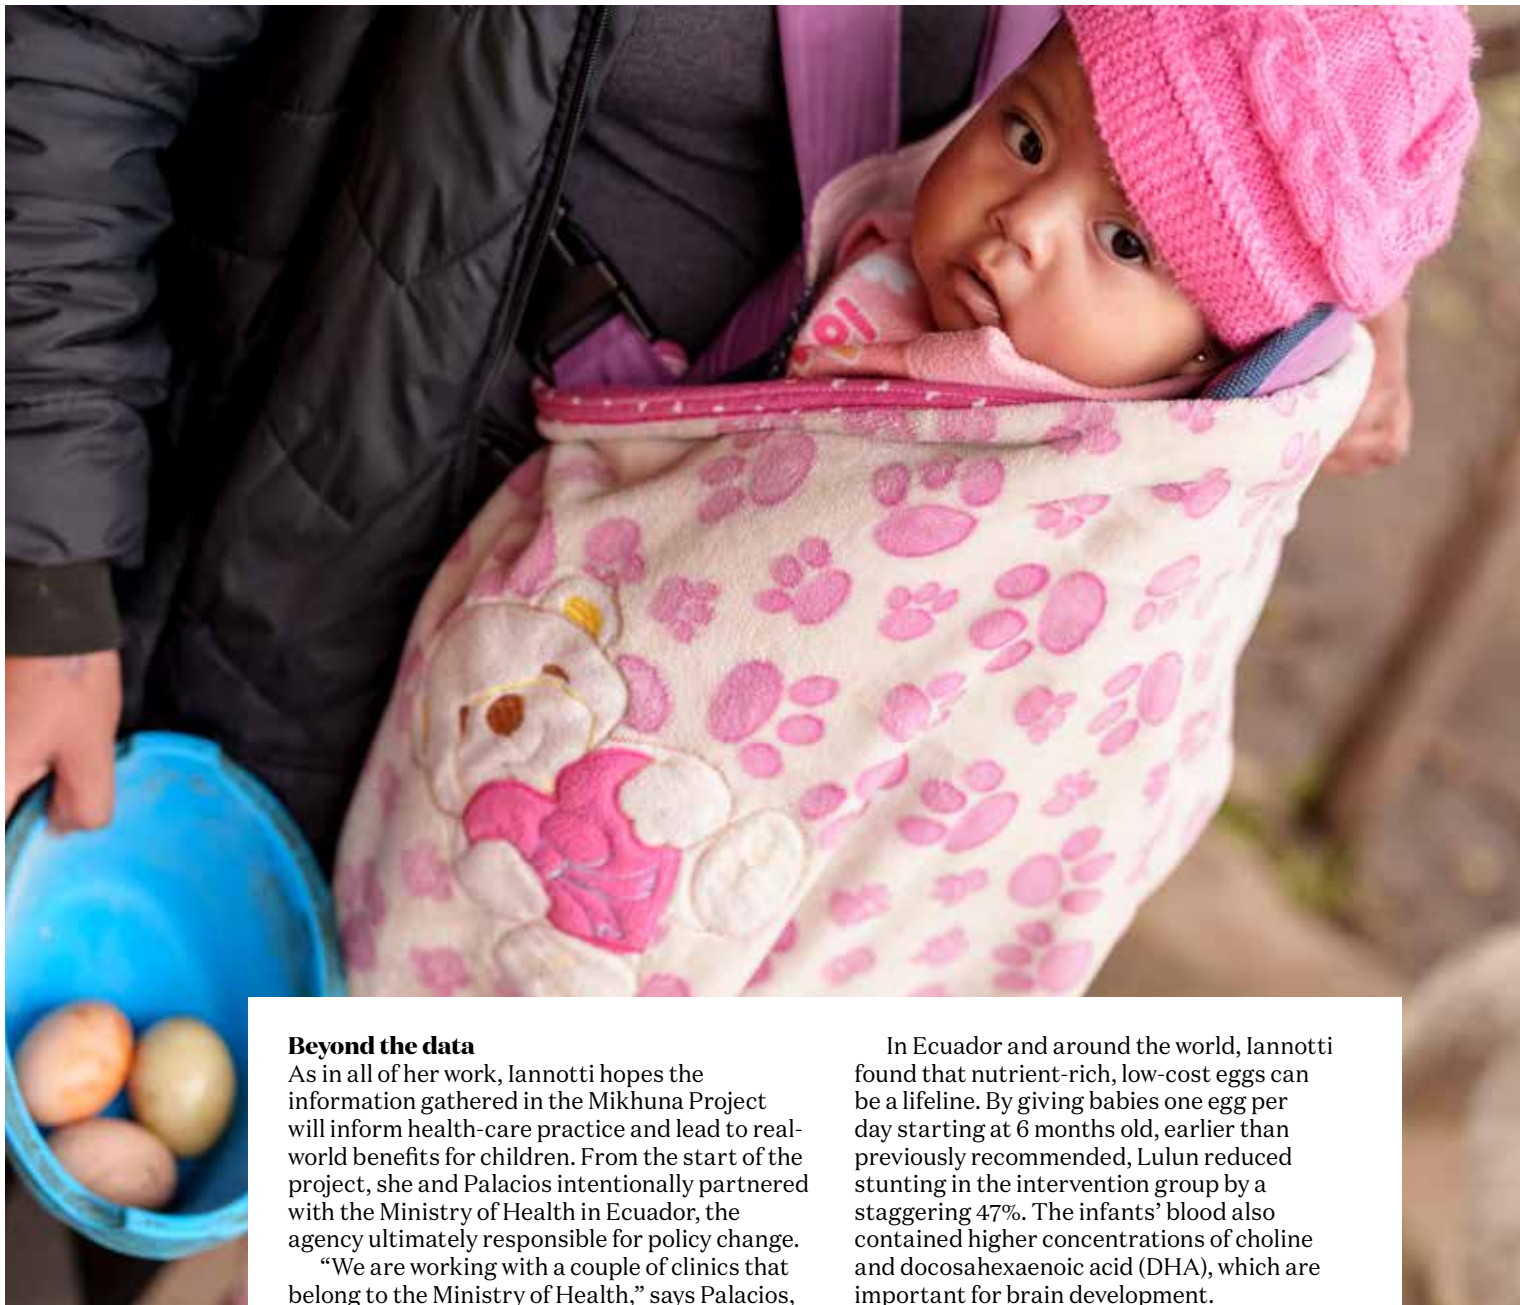 Beyond the data
As in all of her work, Iannotti hopes the
information gathered in the Mikhuna Project
will inform health-care practice and lead to real-
world benefits for children. From the start of the
project, she and Palacios intentionally partnered
with the Ministry of Health in Ecuador, the
agency ultimately responsible for policy change.
“We are working with a couple of clinics that
belong to the Ministry of Health,” says Palacios,
In Ecuador and around the world, Iannotti
found that nutrient-rich, low-cost eggs can
be a lifeline. By giving babies one egg per
day starting at 6 months old, earlier than
previously recommended, Lulun reduced
stunting in the intervention group by a
staggering 47%. The infants’ blood also
contained higher concentrations of choline
and docosahexaenoic acid (DHA), which are
important for brain development.